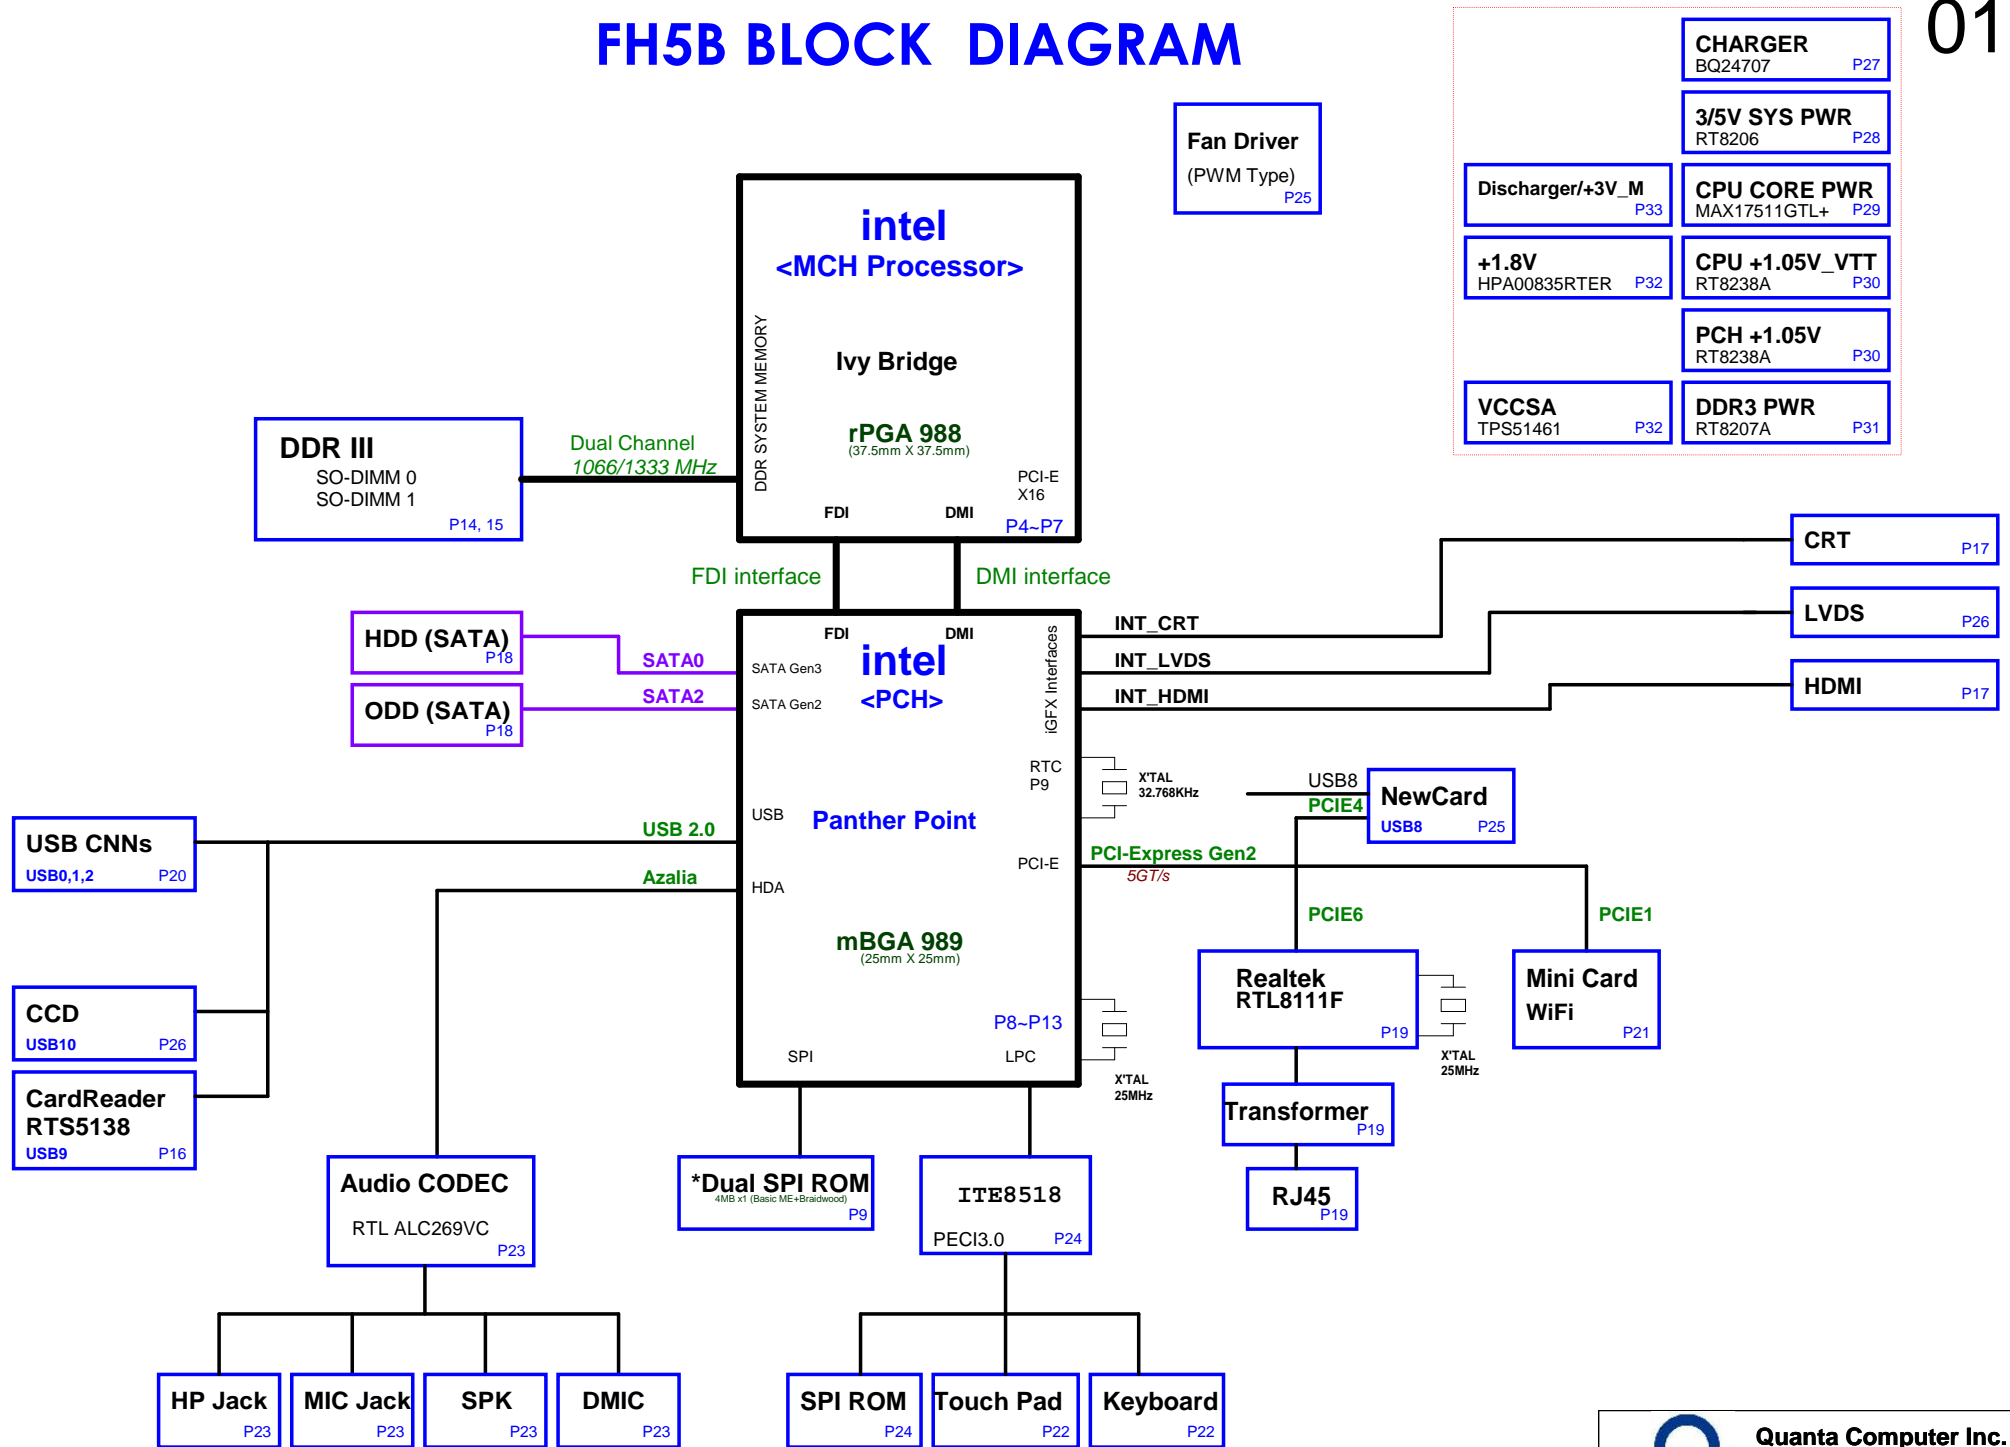 FH5B BLOCK DIAGRAM
01
CHARGER
BQ24707 P27
3/5V SYS PWR
RT8206 P28
Discharger/+3V_M
P33
CPU CORE PWR
MAX17511GTL+ P29
+1.8V
HPA00835RTER P32
CPU +1.05V_VTT
RT8238A P30
PCH +1.05V
RT8238A P30
VCCSA
TPS51461 P32
DDR3 PWR
RT8207A P31
Fan Driver
(PWM Type)
P25
intel
<MCH Processor>
DDR SYSTEM MEMORY
Ivy Bridge
rPGA 988
(37.5mm X 37.5mm)
PCI-E
X16
FDI DMI
P4~P7
DDR III
SO-DIMM 0
SO-DIMM 1
P14, 15
Dual Channel
1066/1333 MHz
FDI interface
DMI interface
HDD (SATA)
P18
ODD (SATA)
P18
SATA0
SATA2
FDI DMI
intel
<PCH>
SATA Gen3
SATA Gen2
iGFX Interfaces
INT_CRT
INT_LVDS
INT_HDMI
CRT
P17
LVDS
P26
HDMI
P17
RTC
P9
X'TAL
32.768KHz
USB
Panther Point
PCI-E
HDA
mBGA 989
(25mm X 25mm)
P8~P13
SPI LPC
X'TAL
25MHz
USB 2.0
Azalia
USB CNNs
USB0,1,2 P20
CCD
USB10 P26
CardReader
RTS5138
USB9 P16
USB8
PCIE4
NewCard
USB8 P25
PCI-Express Gen2
5GT/s
PCIE6
PCIE1
Realtek
RTL8111F
P19
X'TAL
25MHz
Mini Card
WiFi
P21
Transformer
P19
RJ45
P19
Audio CODEC
RTL ALC269VC
P23
*Dual SPI ROM
4MB x1 (Basic ME+Braidwood)
P9
ITE8518
PECI3.0 P24
HP Jack
P23
MIC Jack
P23
SPK
P23
DMIC
P23
SPI ROM
P24
Touch Pad
P22
Keyboard
P22
Quanta Computer Inc.